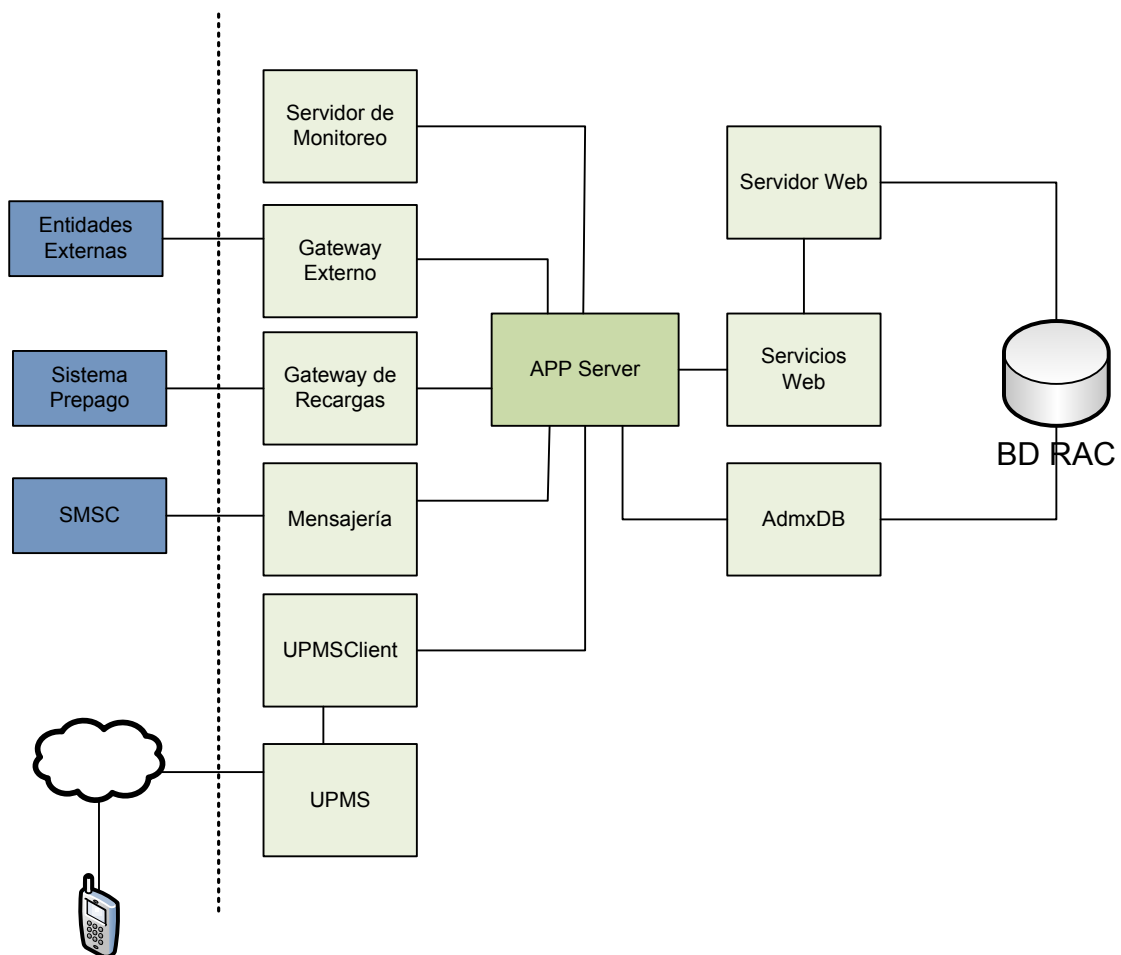 Servidor de
Monitoreo
Entidades
Externas
Gateway
Externo
Servidor Web
Sistema
Prepago
Gateway de
Recargas
APP Server
Servicios
Web
BD RAC
SMSC
Mensajería
AdmxDB
UPMSClient
UPMS